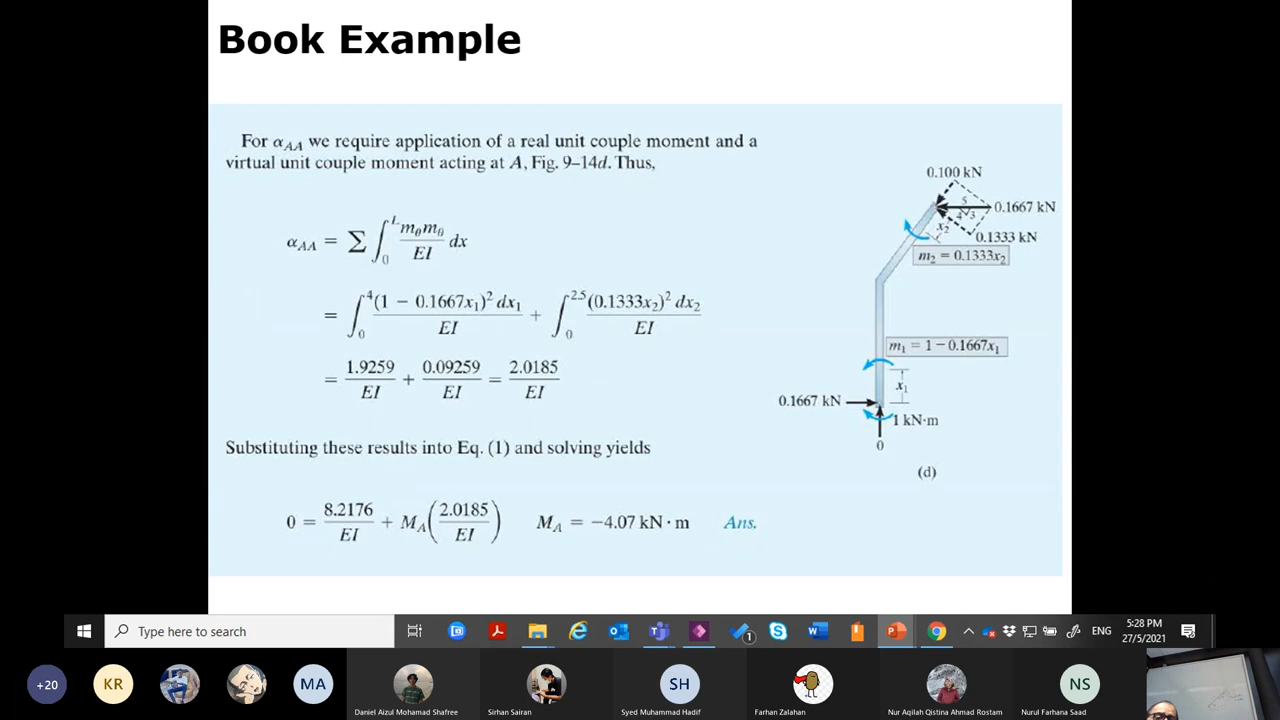 Book Example
For αAA we require application of a real unit couple moment and a
virtual unit couple moment acting at A, Fig. 9–14d. Thus,
αAA = ∑ ∫₀ᴸ mθmθ/EI dx
= ∫₀⁴ (1 − 0.1667x₁)² dx₁/EI + ∫₀²·⁵ (0.1333x₂)² dx₂/EI
= 1.9259/EI + 0.09259/EI = 2.0185/EI
Substituting these results into Eq. (1) and solving yields
0 = 8.2176/EI + MA(2.0185/EI) MA = −4.07 kN · m Ans.
0.100 kN
5
4 3
0.1667 kN
x₂
0.1333 kN
m₂ = 0.1333x₂
m₁ = 1 − 0.1667x₁
x₁
0.1667 kN
1 kN·m
0
(d)
Type here to search
1
ENG
5:28 PM
27/5/2021
+20
KR
MA
SH
NS
Daniel Aizul Mohamad Shafree
Sirhan Sairan
Syed Muhammad Hadif
Farhan Zalahan
Nur Aqilah Qistina Ahmad Rostam
Nurul Farhana Saad